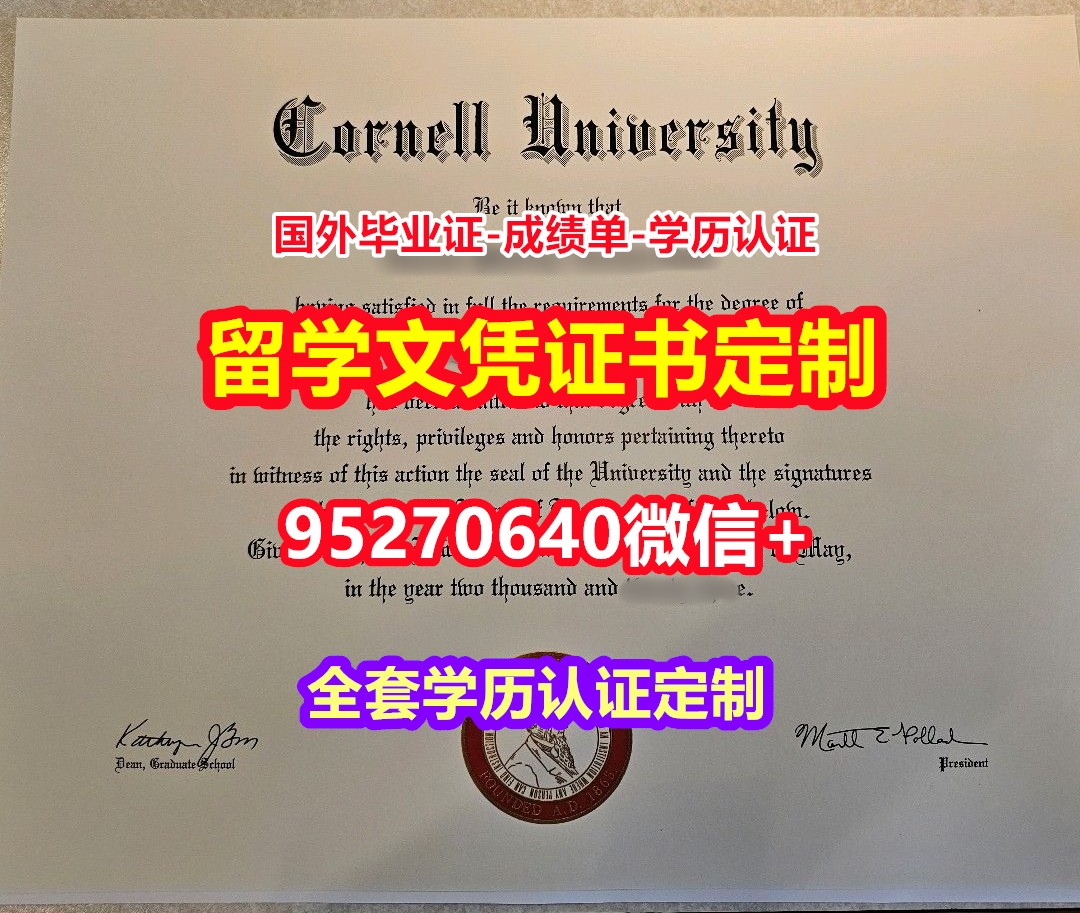 Cornell University
Be it known that
国外毕业证-成绩单-学历认证
having satisfied in full the requirements for the degree of
留学文凭证书定制
the rights, privileges and honors pertaining thereto
in witness of this action the seal of the University and the signatures
below.
95270640微信+
May,
in the year two thousand and
全套学历认证定制
Dean, Graduate School
President
FOUNDED A.D. 1865